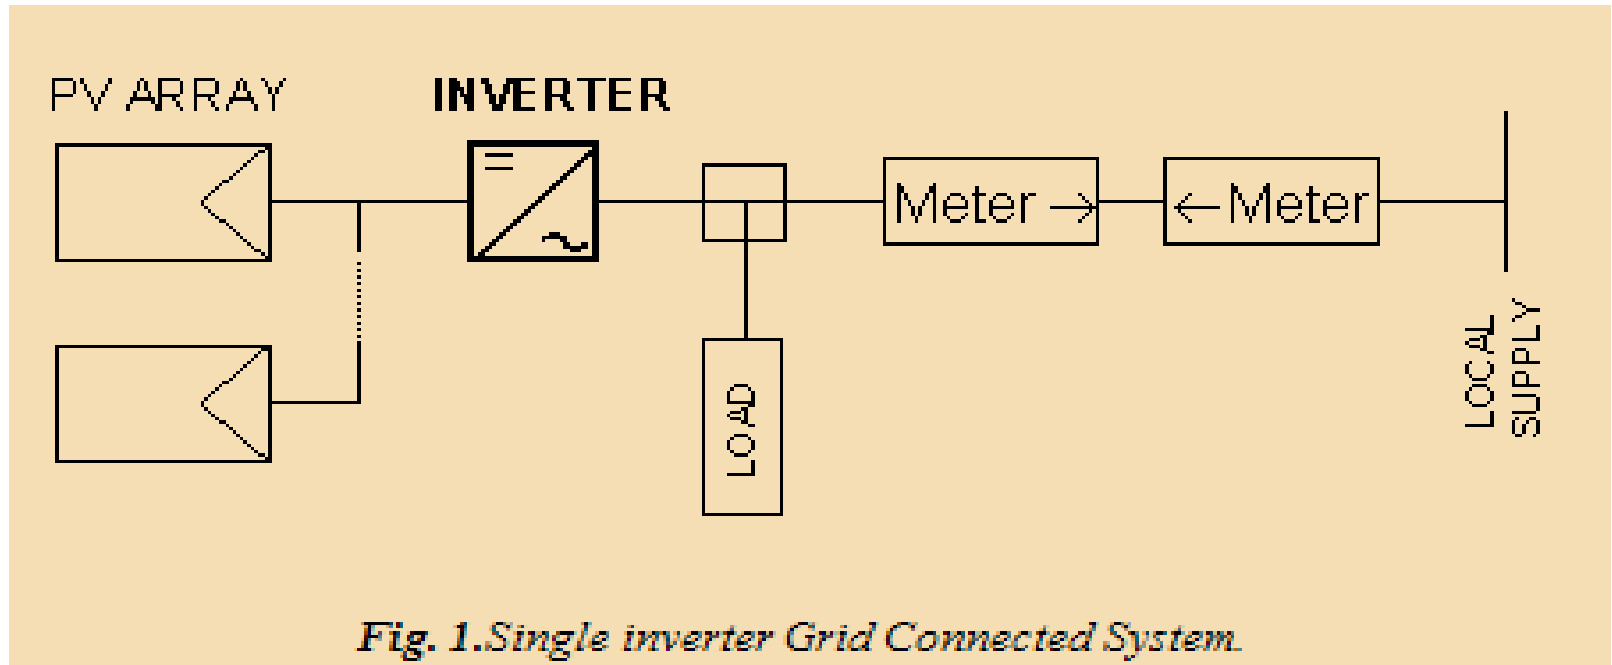 PV ARRAY
INVERTER
Meter
Meter
LOAD
LOCAL
SUPPLY
Fig. 1.Single inverter Grid Connected System.